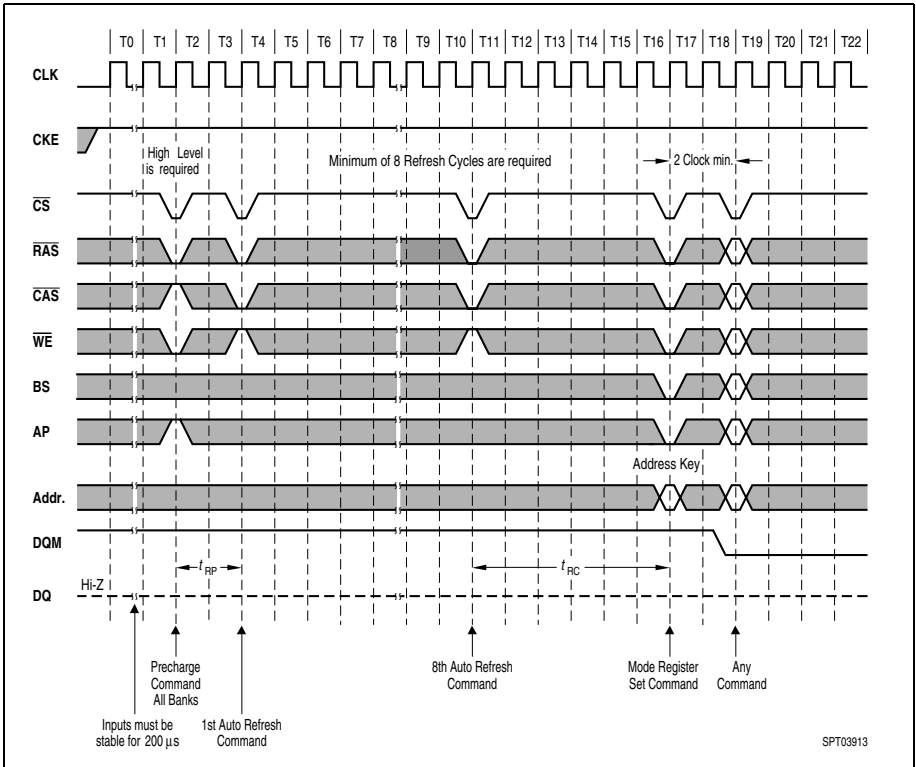 T0 T1 T2 T3 T4 T5 T6 T7 T8 T9 T10 T11 T12 T13 T14 T15 T16 T17 T18 T19 T20 T21 T22
CLK
CKE
High Level
is required
Minimum of 8 Refresh Cycles are required
2 Clock min.
CS
RAS
CAS
WE
BS
AP
Address Key
Addr.
DQM
t RP
t RC
Hi-Z
DQ
Precharge
Command
All Banks
8th Auto Refresh
Command
Mode Register
Set Command
Any
Command
Inputs must be
stable for 200 μs
1st Auto Refresh
Command
SPT03913